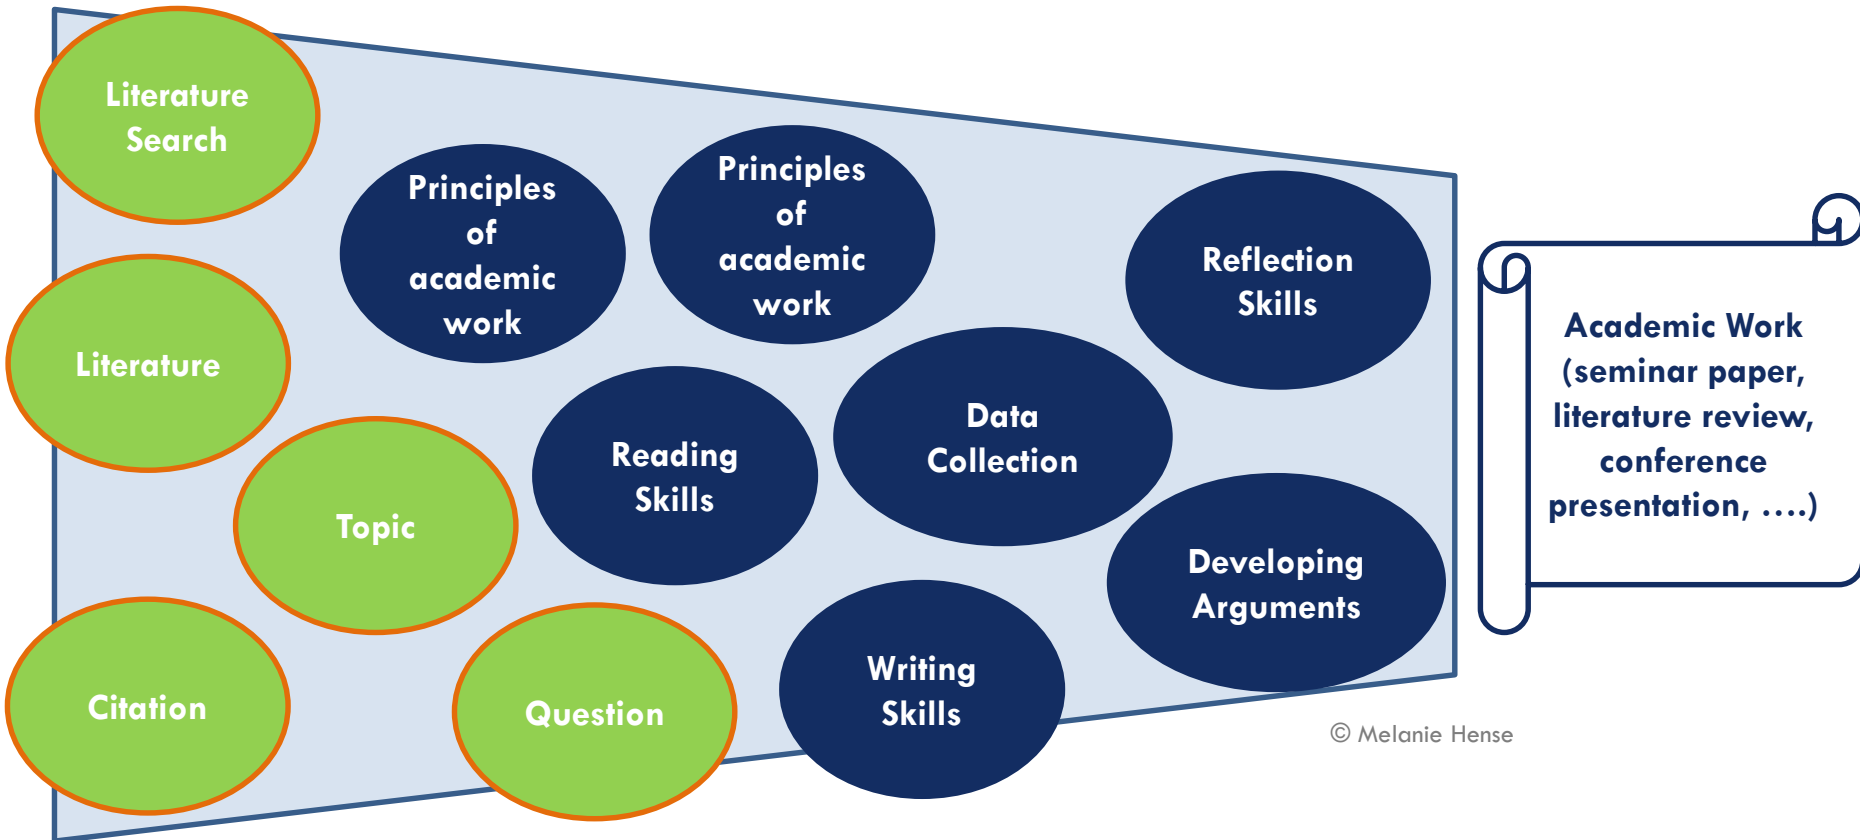 Literature
Search
Principles
of
academic
work
Principles
of
academic
work
Reflection
Skills
Literature
Topic
Reading
Skills
Data
Collection
Developing
Arguments
Citation
Question
Writing
Skills
Academic Work
(seminar paper,
literature review,
conference
presentation, ....)
© Melanie Hense